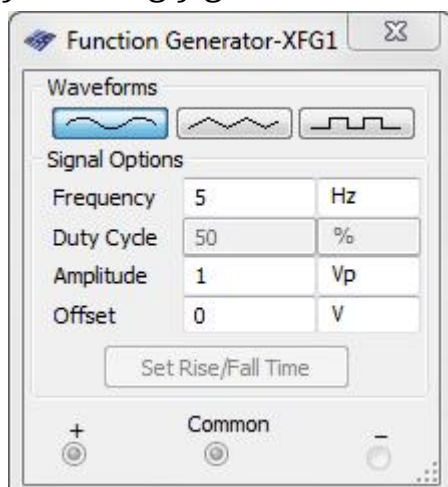 Function Generator-XFG1
Waveforms
Signal Options
Frequency 5 Hz
Duty Cycle 50 %
Amplitude 1 Vp
Offset 0 V
Set Rise/Fall Time
+ Common –